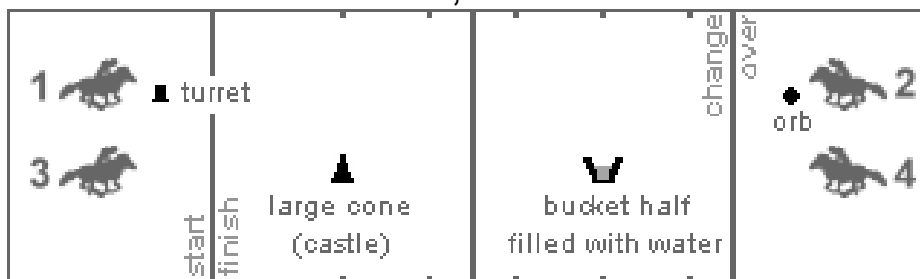 1
turret
change
over
2
orb
3
4
start
finish
large cone
(castle)
bucket half
filled with water